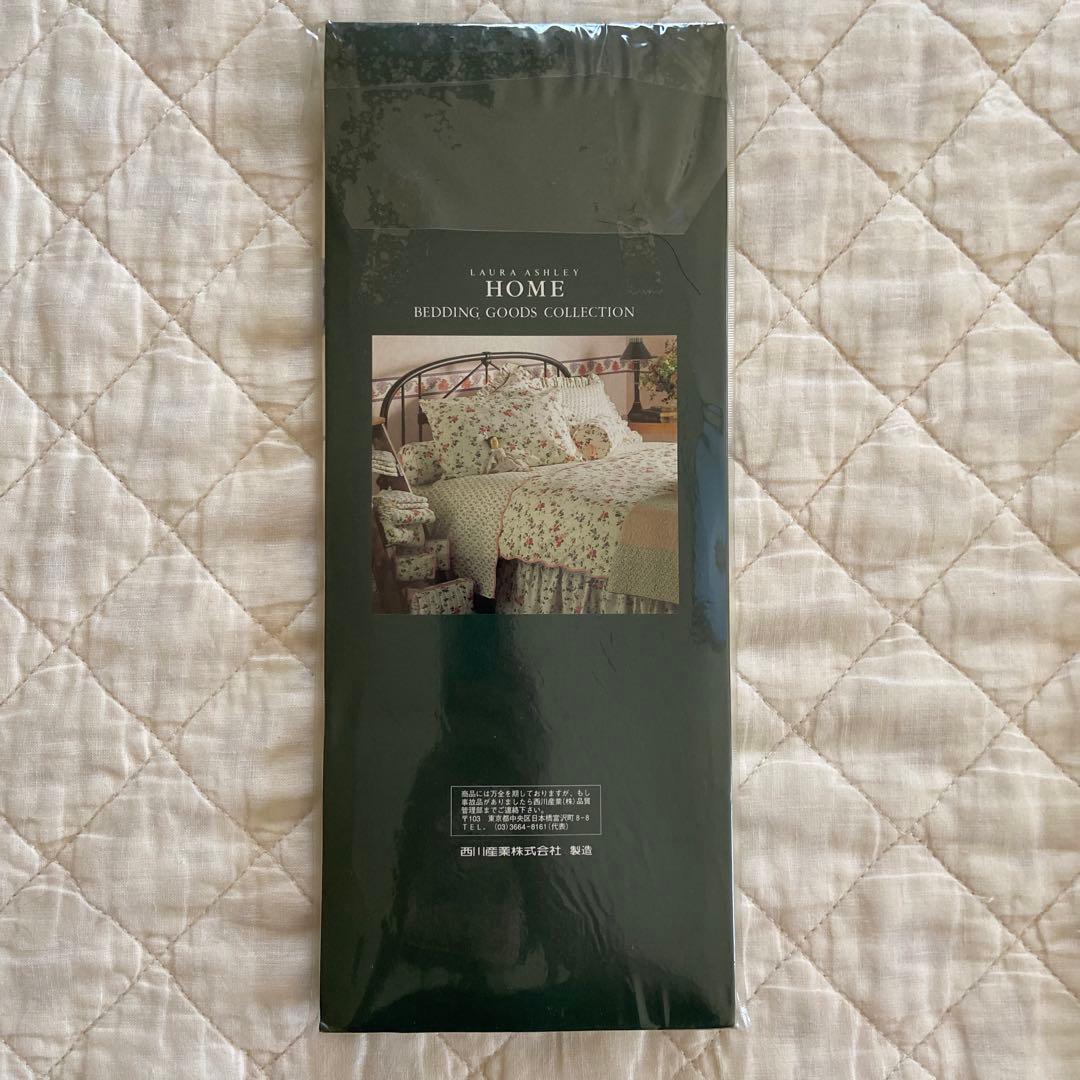 LAURA ASHLEY
HOME
BEDDING GOODS COLLECTION
商品には万全を期しておりますが、もし
事故品がありましたら西川産業(株)品質
管理部までご連絡下さい。
〒103 東京都中央区日本橋富沢町8-8
TEL. (03)3664-8161(代表)
西川産業株式会社 製造